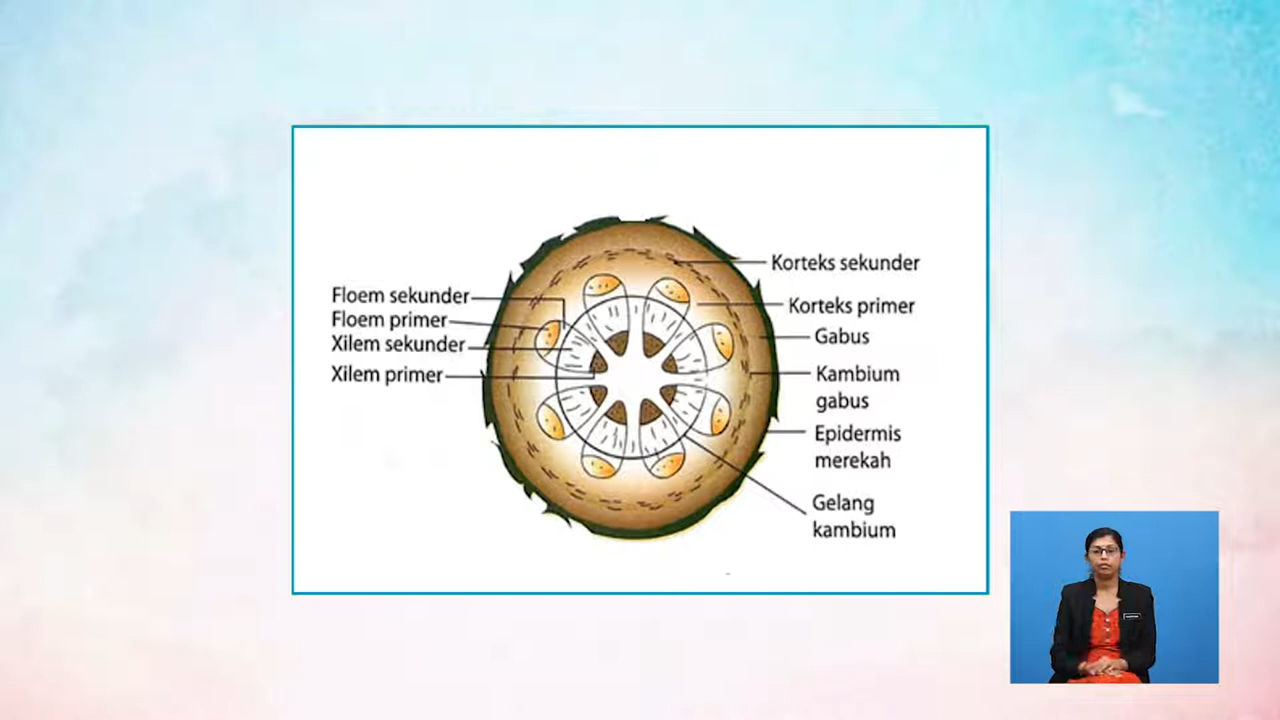 Floem sekunder
Floem primer
Xilem sekunder
Xilem primer
Korteks sekunder
Korteks primer
Gabus
Kambium
gabus
Epidermis
merekah
Gelang
kambium